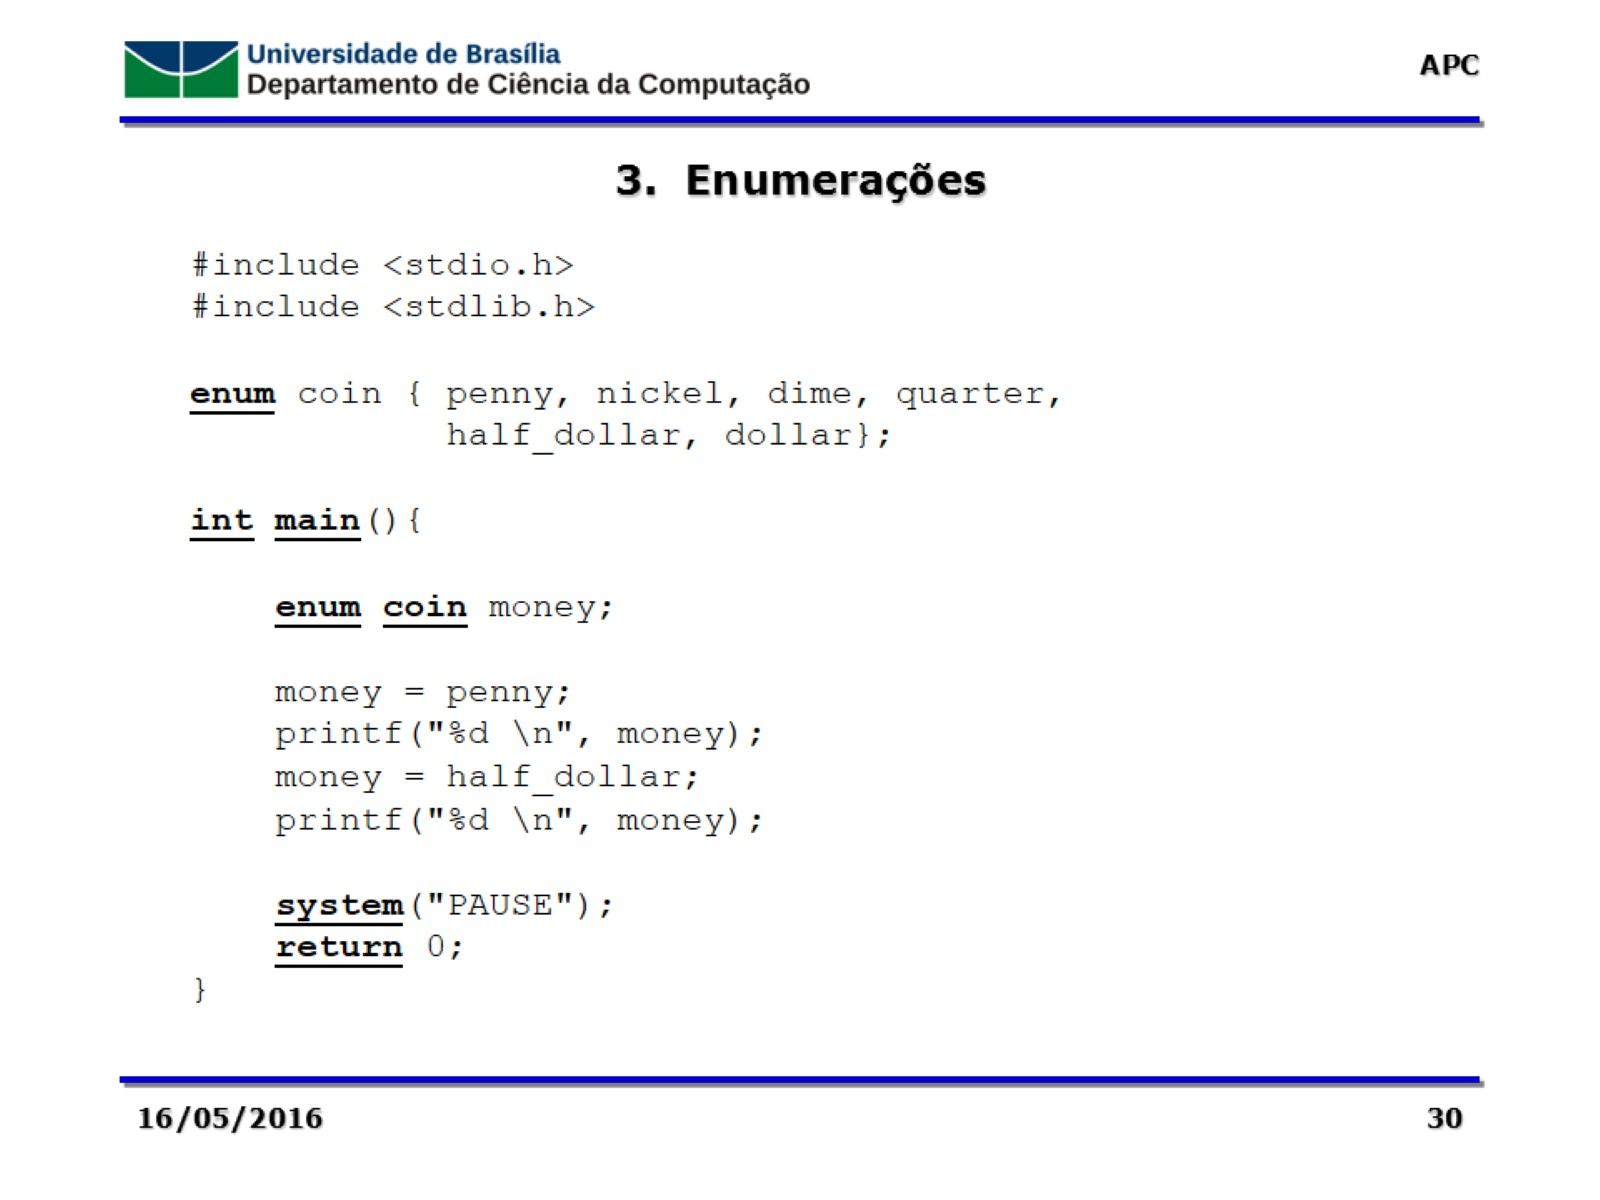 Universidade de Brasília
Departamento de Ciência da Computação
APC
3. Enumerações
#include <stdio.h>
#include <stdlib.h>
enum coin { penny, nickel, dime, quarter,
half_dollar, dollar};
int main(){
enum coin money;
money = penny;
printf("%d \n", money);
money = half_dollar;
printf("%d \n", money);
system("PAUSE");
return 0;
}
16/05/2016
30